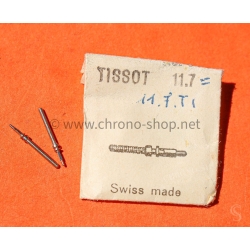 TISSOT 11.7=
11.7.T1
www.chrono-shop.net
Swiss made